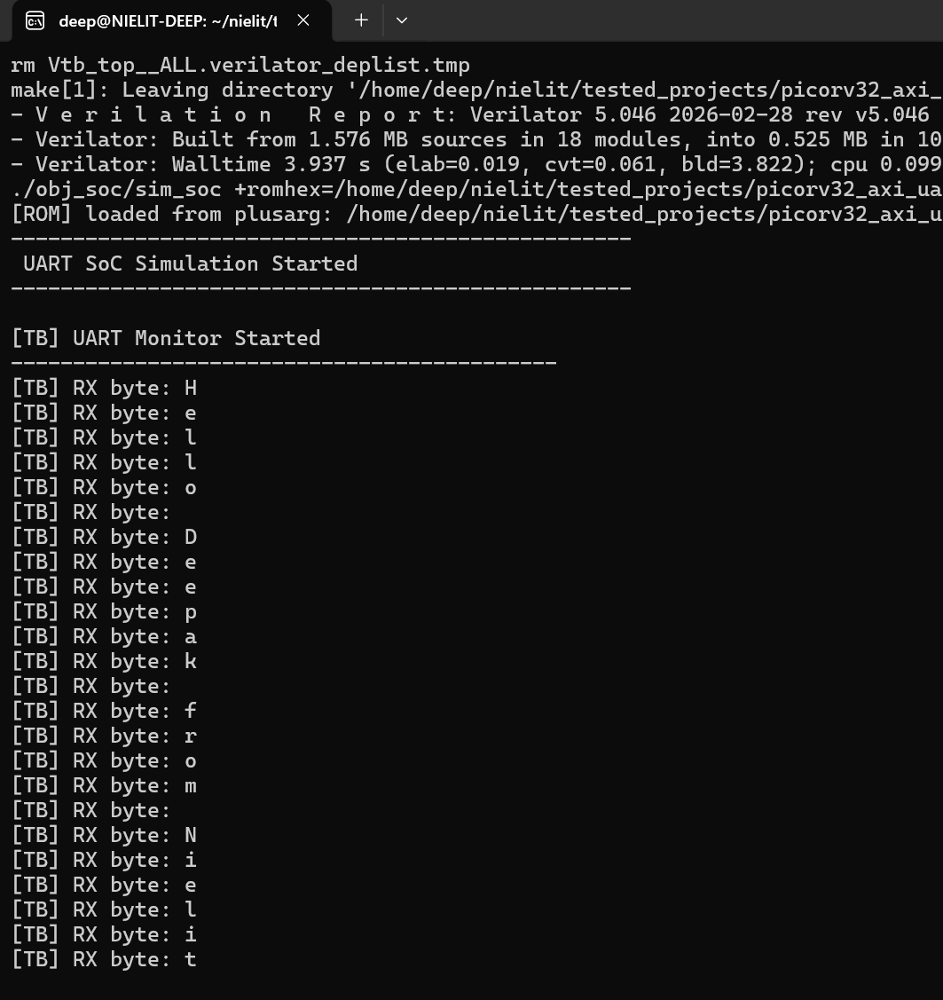 deep@NIELIT-DEEP: ~/nielit/t
rm Vtb_top__ALL.verilator_deplist.tmp
make[1]: Leaving directory '/home/deep/nielit/tested_projects/picorv32_axi_
- V e r i l a t i o n   R e p o r t: Verilator 5.046 2026-02-28 rev v5.046
- Verilator: Built from 1.576 MB sources in 18 modules, into 0.525 MB in 10
- Verilator: Walltime 3.937 s (elab=0.019, cvt=0.061, bld=3.822); cpu 0.099
./obj_soc/sim_soc +romhex=/home/deep/nielit/tested_projects/picorv32_axi_ua
[ROM] loaded from plusarg: /home/deep/nielit/tested_projects/picorv32_axi_u
--------------------------------------------------
 UART SoC Simulation Started
--------------------------------------------------
[TB] UART Monitor Started
--------------------------------------------
[TB] RX byte: H
[TB] RX byte: e
[TB] RX byte: l
[TB] RX byte: l
[TB] RX byte: o
[TB] RX byte:
[TB] RX byte: D
[TB] RX byte: e
[TB] RX byte: e
[TB] RX byte: p
[TB] RX byte: a
[TB] RX byte: k
[TB] RX byte:
[TB] RX byte: f
[TB] RX byte: r
[TB] RX byte: o
[TB] RX byte: m
[TB] RX byte:
[TB] RX byte: N
[TB] RX byte: i
[TB] RX byte: e
[TB] RX byte: l
[TB] RX byte: i
[TB] RX byte: t